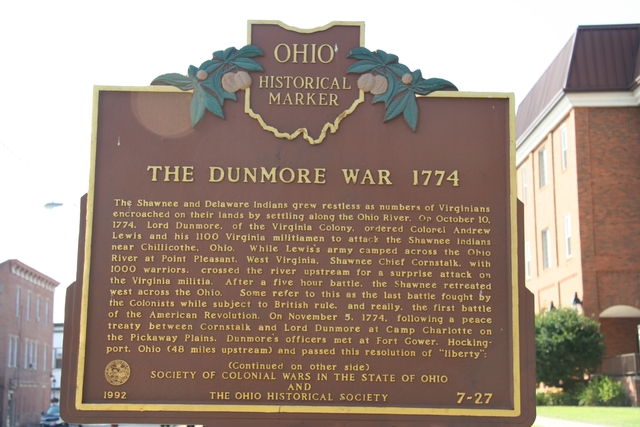 OHIO
HISTORICAL
MARKER
THE DUNMORE WAR 1774
The Shawnee and Delaware Indians grew restless as numbers of Virginians
encroached on their lands by settling along the Ohio River. On October 10,
1774, Lord Dunmore, of the Virginia Colony, ordered Colonel Andrew
Lewis and his 1100 Virginia militiamen to attack the Shawnee Indians
near Chillicothe, Ohio. While Lewis's army camped across the Ohio
River at Point Pleasant, West Virginia, Shawnee Chief Cornstalk, with
1000 warriors, crossed the river upstream for a surprise attack on
the Virginia militia. After a five hour battle, the Shawnee retreated
west across the Ohio. Some refer to this as the last battle fought by
the Colonists while subject to British rule, and really, the first battle
of the American Revolution. On November 5, 1774, following a peace
treaty between Cornstalk and Lord Dunmore at Camp Charlotte on
the Pickaway Plains, Dunmore's officers met at Fort Gower, Hocking-
port, Ohio (48 miles upstream) and passed this resolution of "liberty":
(Continued on other side)
SOCIETY OF COLONIAL WARS IN THE STATE OF OHIO
AND
THE OHIO HISTORICAL SOCIETY
1992
7-27